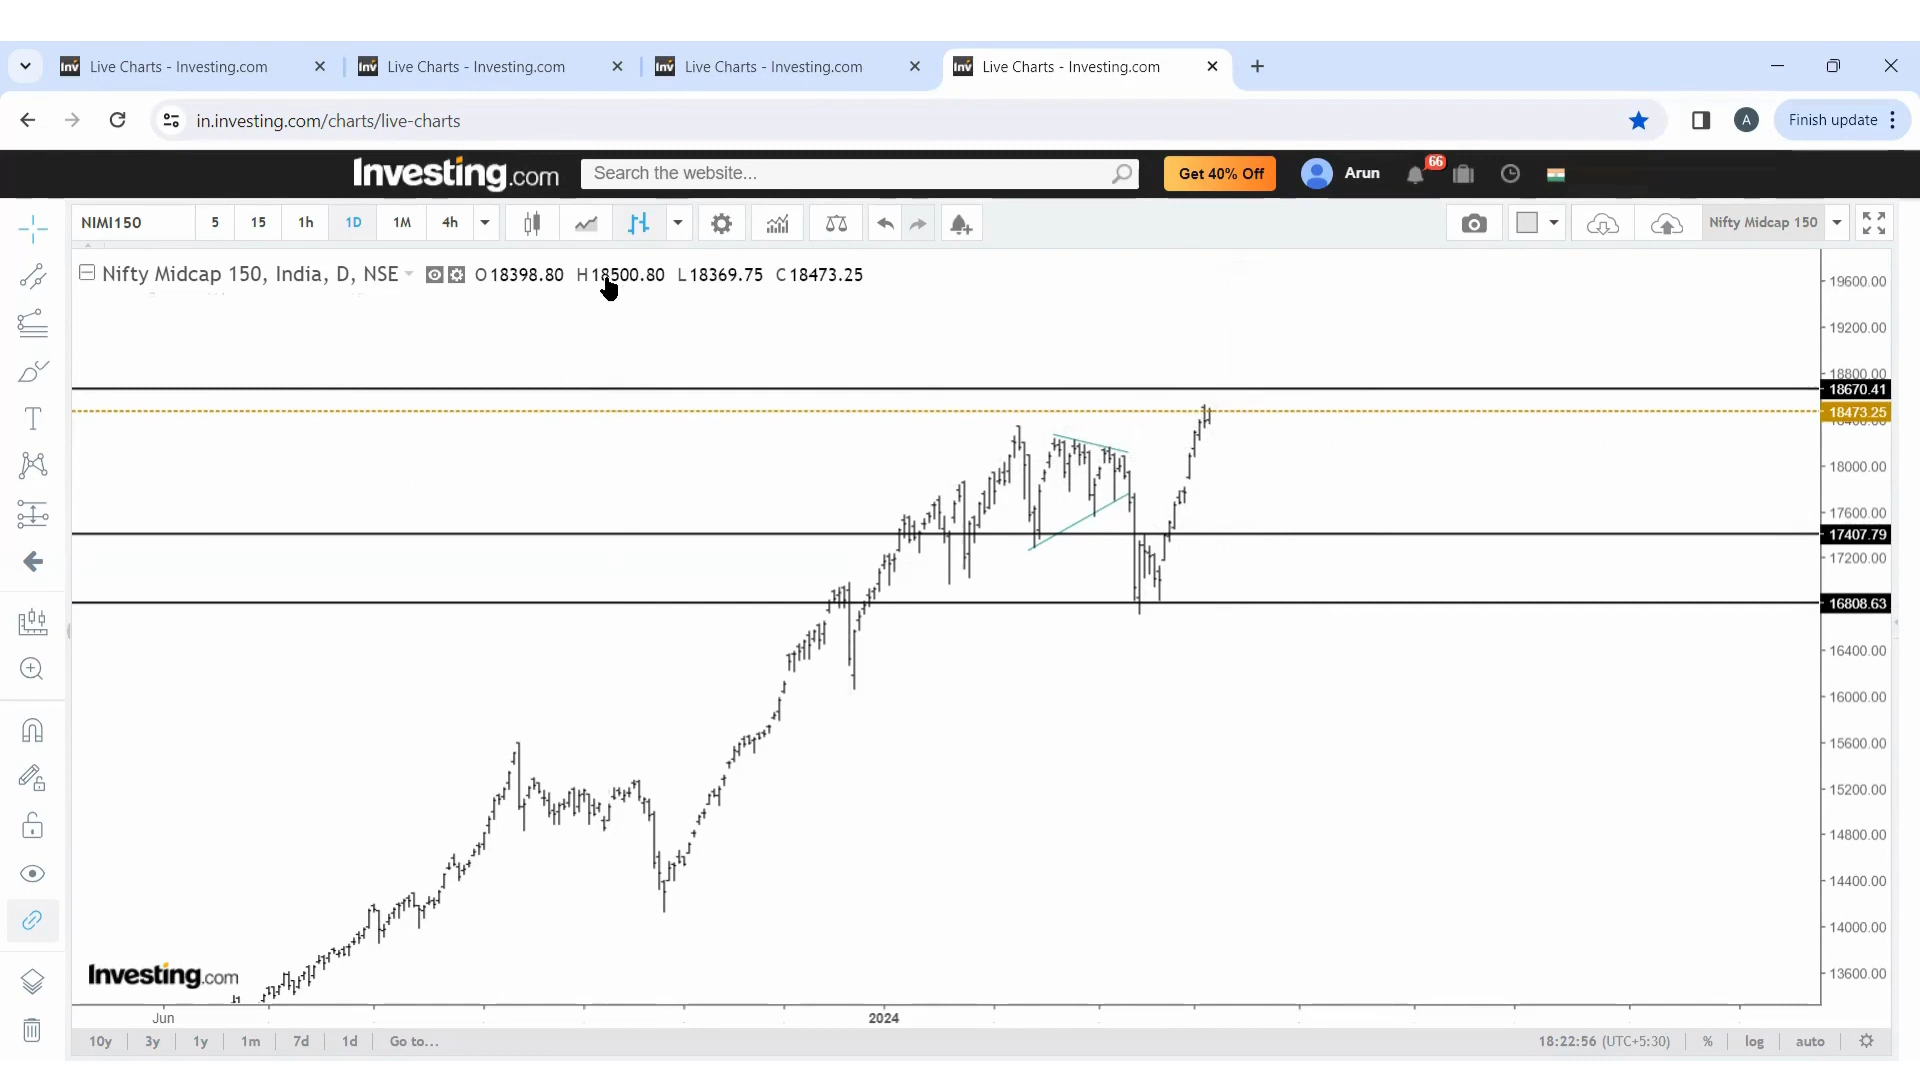 Live Charts - Investing.com
Live Charts - Investing.com
Live Charts - Investing.com
Live Charts - Investing.com
in.investing.com/charts/live-charts
A
Finish update
Investing.com
Search the website...
Get 40% Off
Arun
66
NIMI150
5
15
1h
1D
1M
4h
Nifty Midcap 150
Nifty Midcap 150, India, D, NSE
O 18398.80 H 18500.80 L 18369.75 C 18473.25
19600.00
19200.00
18800.00
18670.41
18473.25
18400.00
18000.00
17600.00
17407.79
17200.00
16808.63
16400.00
16000.00
15600.00
15200.00
14800.00
14400.00
14000.00
13600.00
Investing.com
Jun
2024
10y
3y
1y
1m
7d
1d
Go to...
18:22:56 (UTC+5:30)
%
log
auto